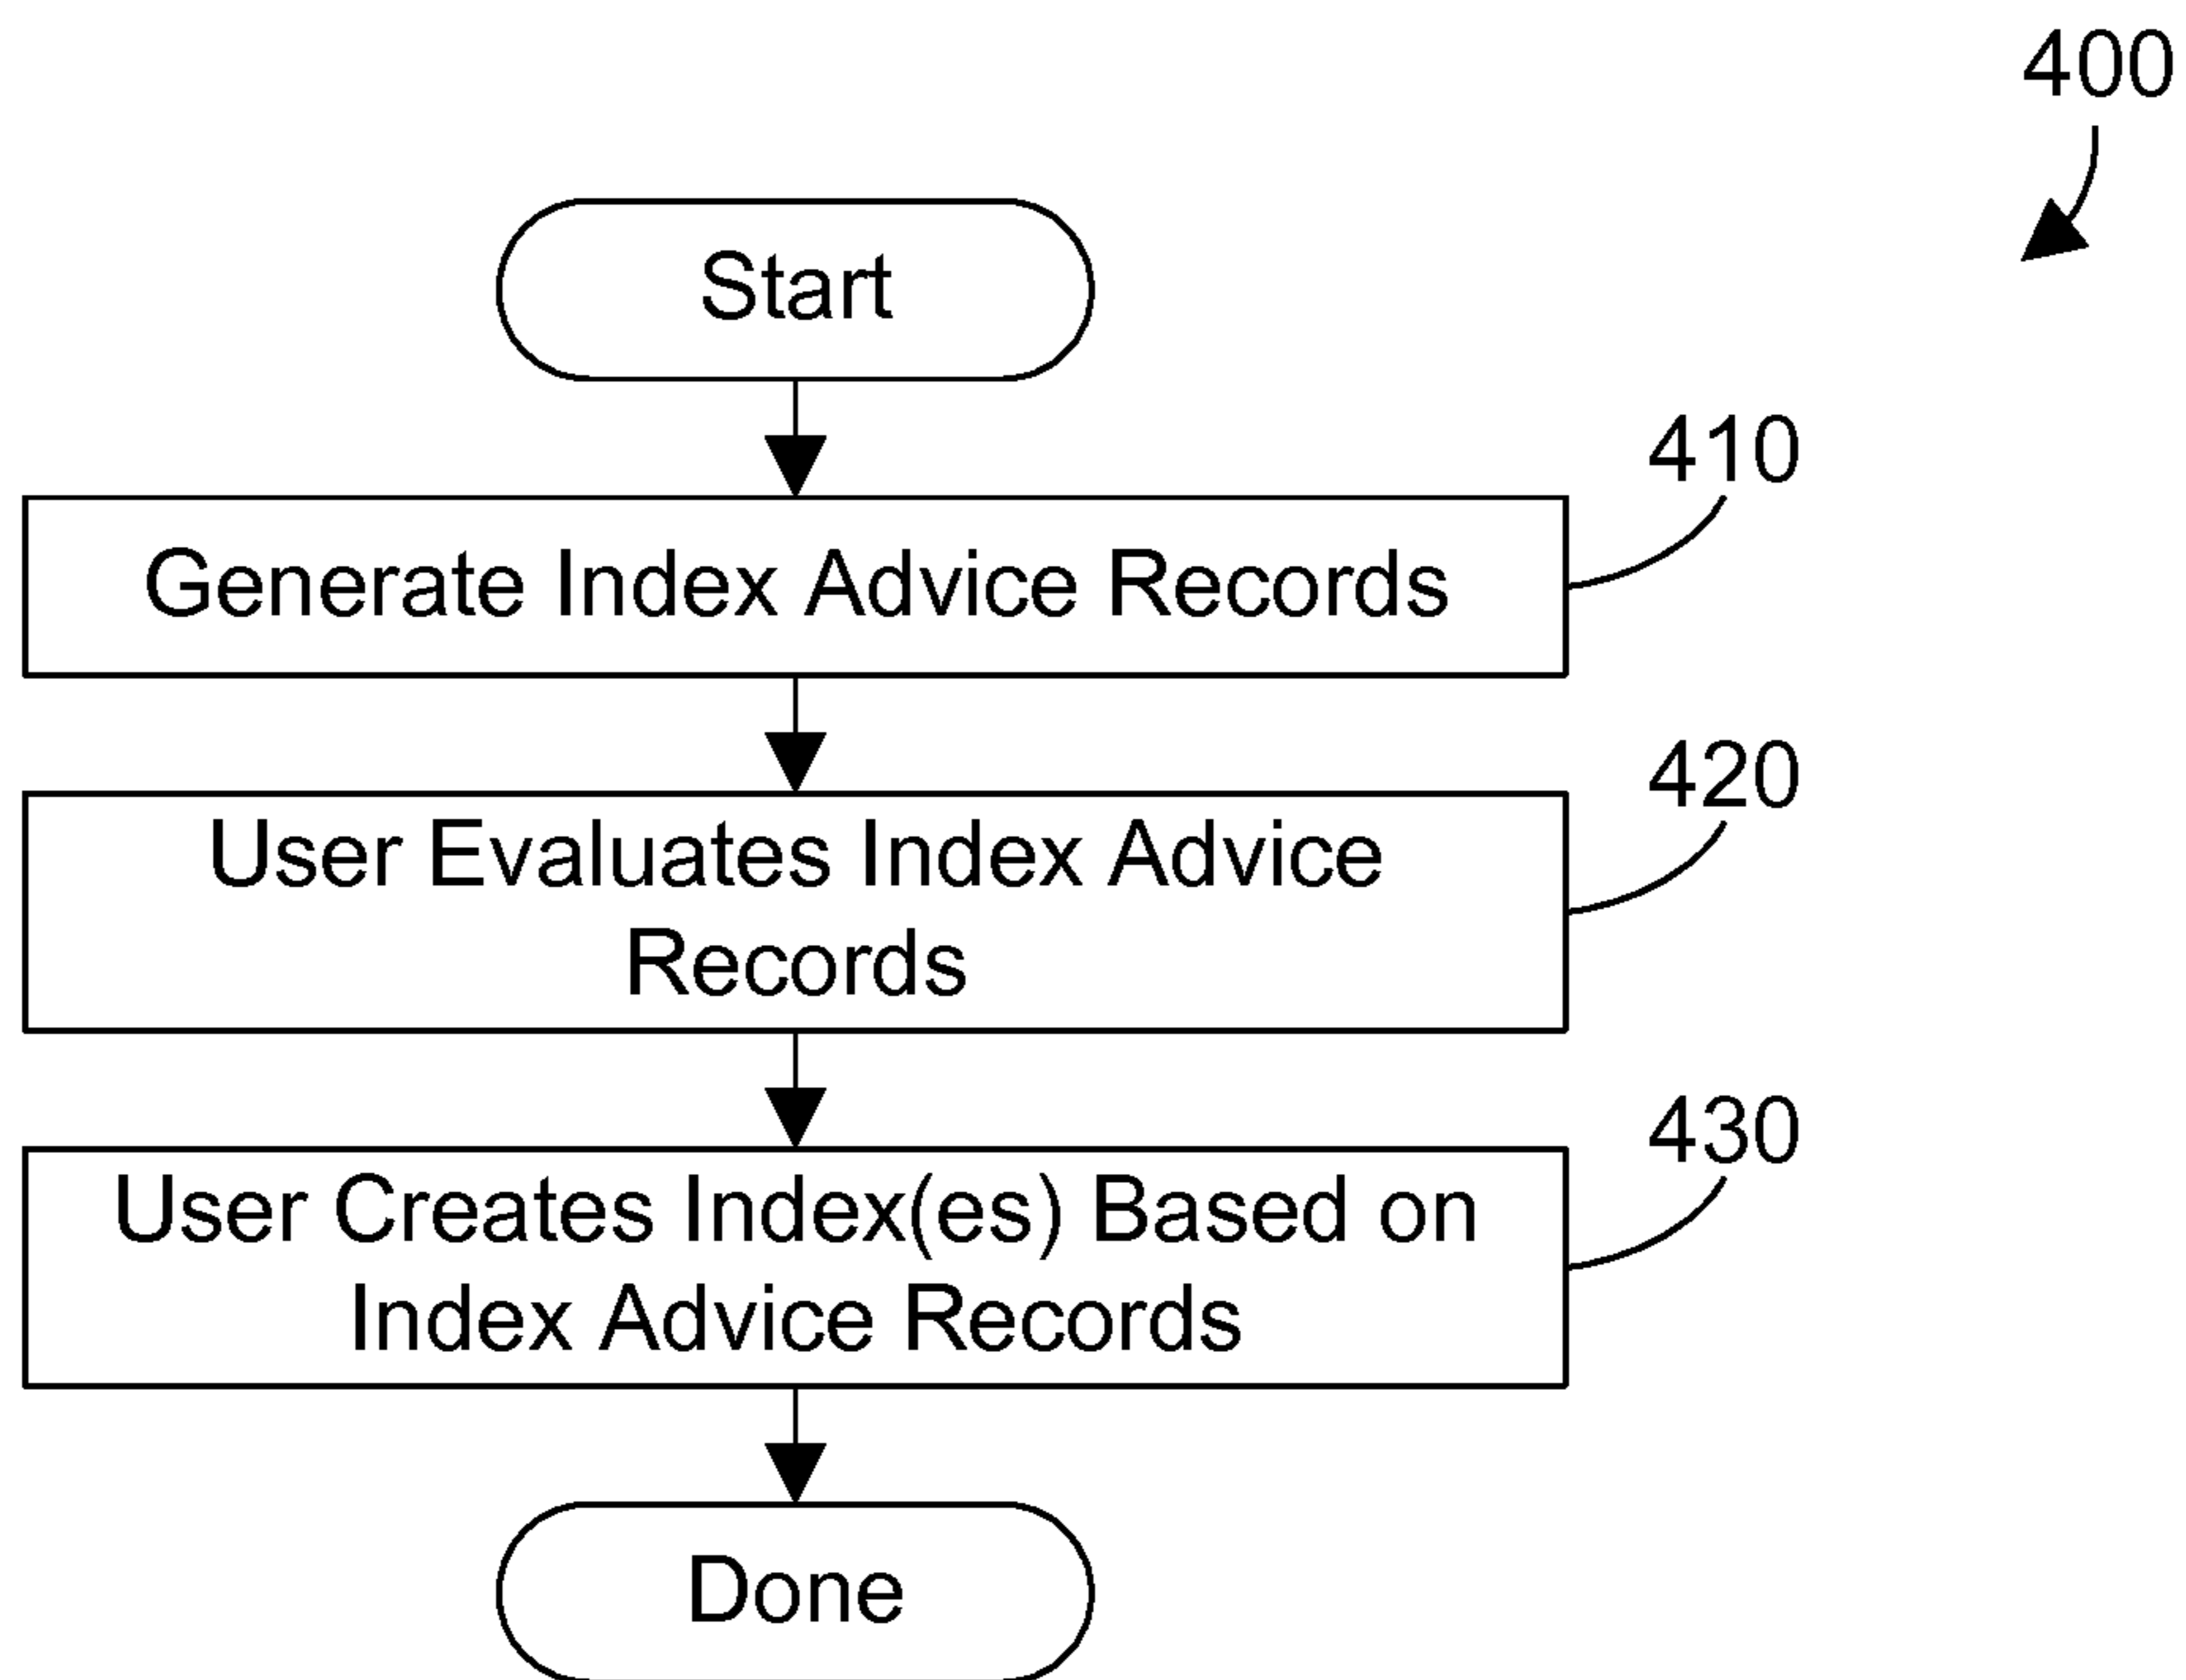 400
Start
410
Generate Index Advice Records
420
User Evaluates Index Advice
Records
430
User Creates Index(es) Based on
Index Advice Records
Done